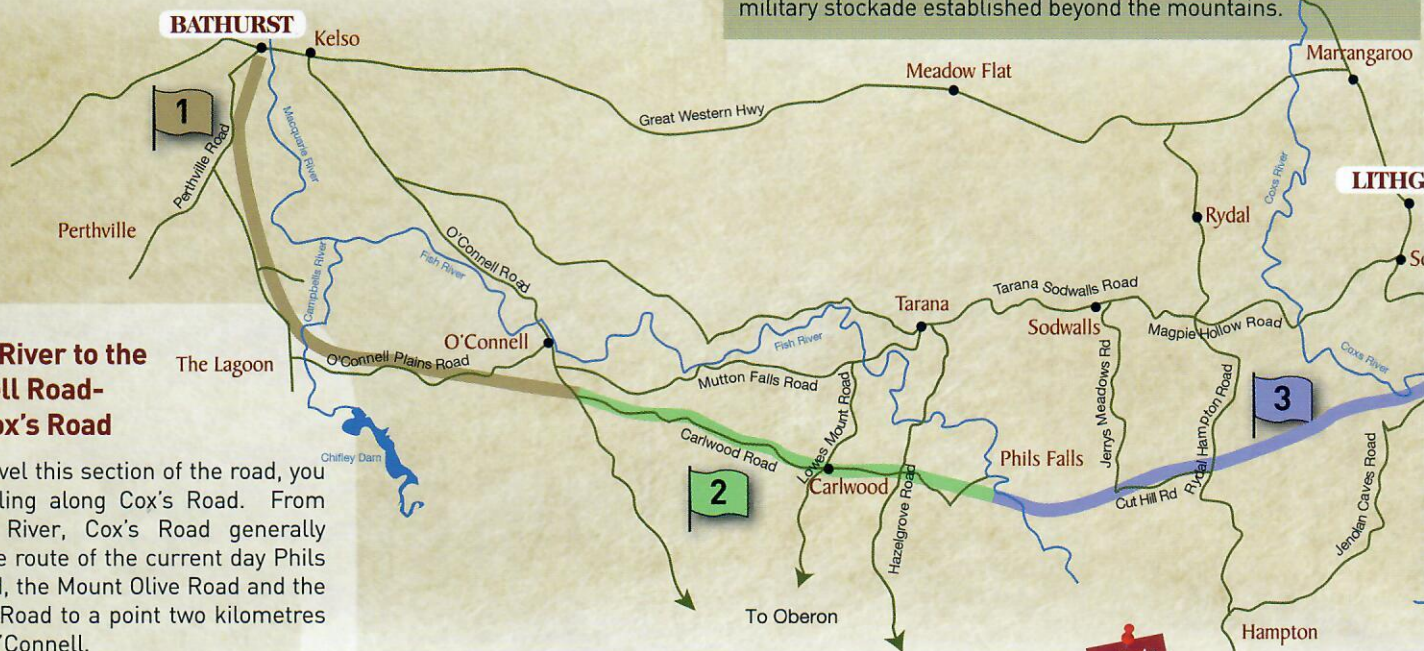 military stockade established beyond the mountains.
BATHURST
Kelso
Marrangaroo
Meadow Flat
1
Great Western Hwy
Macquarie River
Perthville Road
Coxs River
LITHG
Rydal
Perthville
O'Connell Road
Campbells River
Fish River
Tarana Sodwalls Road
Tarana
Sodwalls
Magpie Hollow Road
O'Connell
Fish River
River to the
The Lagoon
O'Connell Plains Road
Coxs River
ll Road-
Mutton Falls Road
Jerrys Meadows Rd
Lowes Mount Road
Rydal Hampton Road
3
ox's Road
Carlwood Road
Chifley Dam
Phils Falls
vel this section of the road, you
2
Carlwood
Hazelgrove Road
Cut Hill Rd
Jenolan Caves Road
ling along Cox's Road. From
River, Cox's Road generally
e route of the current day Phils
, the Mount Olive Road and the
Road to a point two kilometres
'Connell.
To Oberon
Hampton